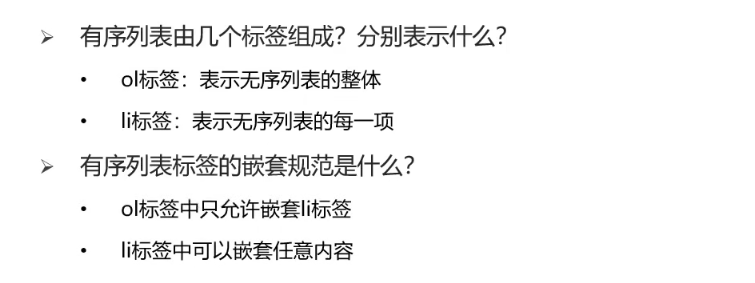 ➢ 有序列表由几个标签组成？分别表示什么？
• ol标签：表示无序列表的整体
• li标签：表示无序列表的每一项
➢ 有序列表标签的嵌套规范是什么？
• ol标签中只允许嵌套li标签
• li标签中可以嵌套任意内容